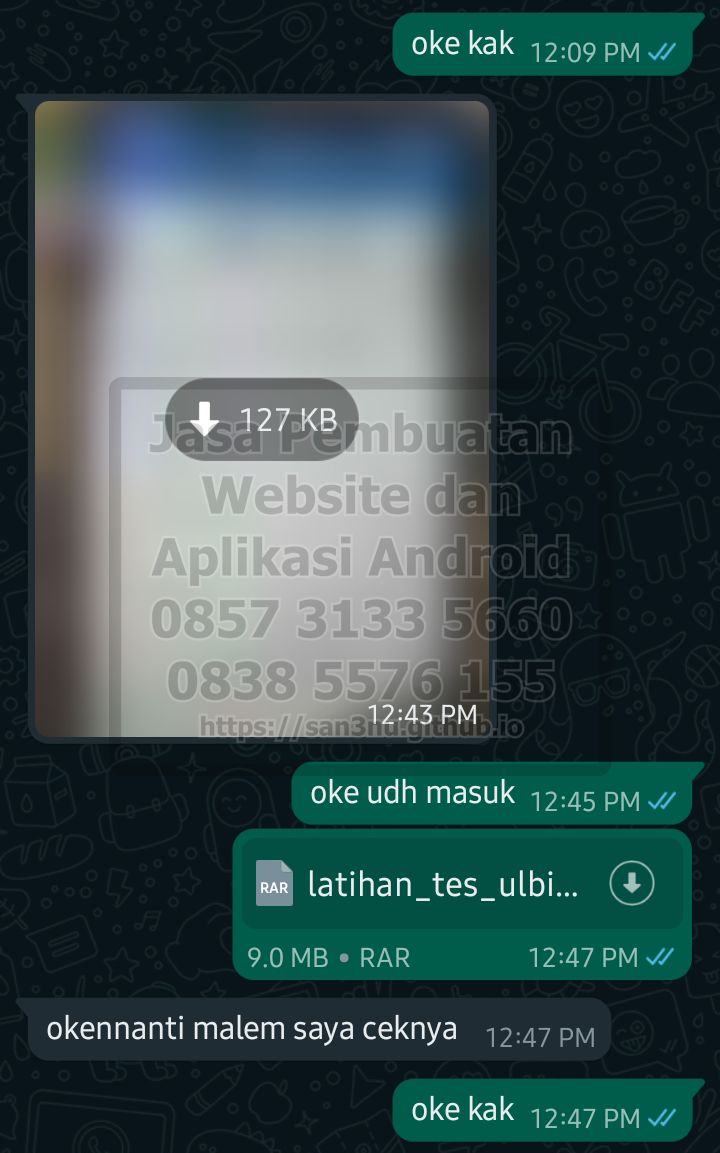 oke kak 12:09 PM
127 KB
Jasa Pembuatan
Website dan
Aplikasi Android
0857 3133 5660
0838 5576 155
12:43 PM
https://san3hu.github.io
oke udh masuk 12:45 PM
RAR latihan_tes_ulbi...
9.0 MB • RAR 12:47 PM
okennanti malem saya ceknya 12:47 PM
oke kak 12:47 PM